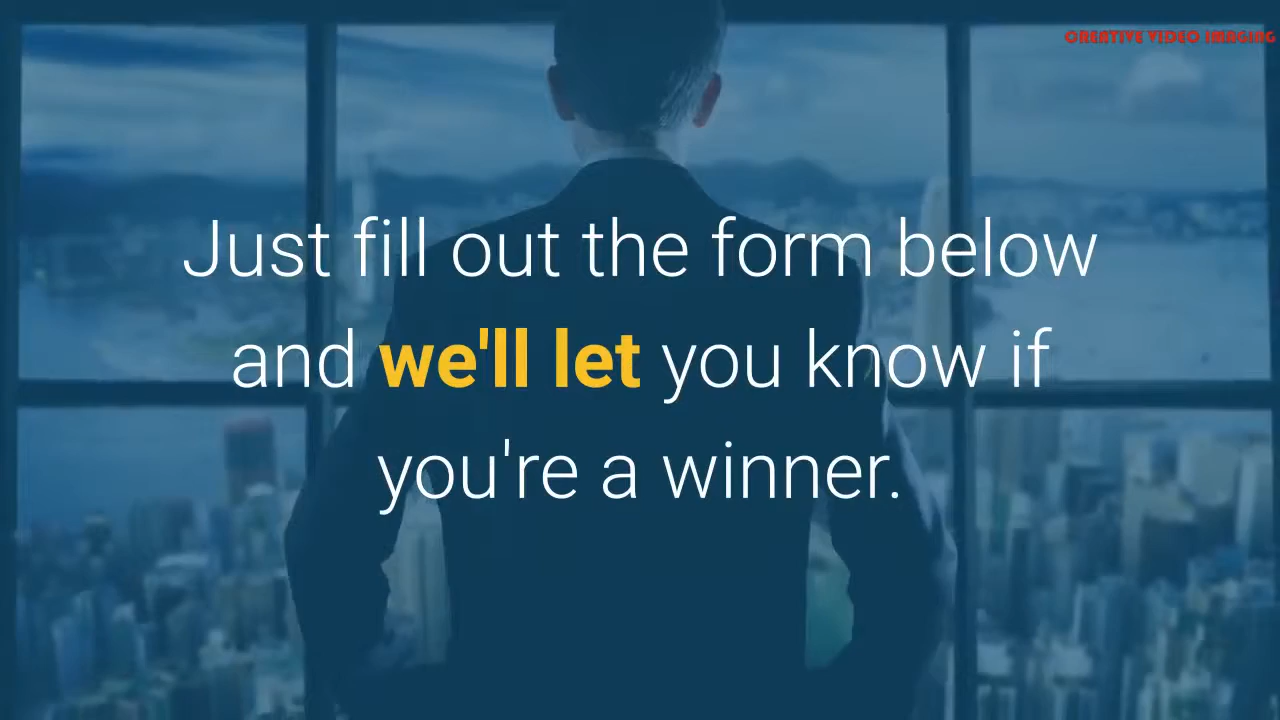 CREATIVE VIDEO IMAGING
Just fill out the form below
and we'll let you know if
you're a winner.